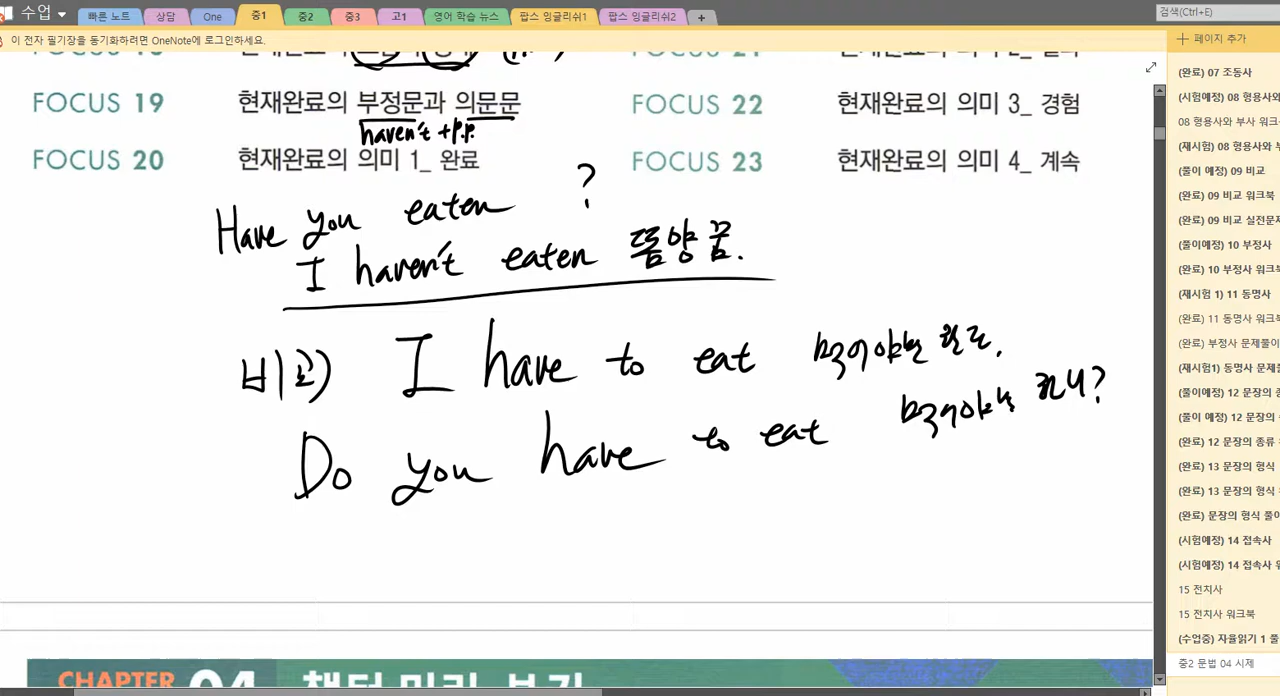 수업 빠른 노트 상담 One 중1 중2 중3 고1 영어 학습 뉴스 팝스 잉글리쉬1 팝스 잉글리쉬2 + 검색(Ctrl+E)
이 전자 필기장을 동기화하려면 OneNote에 로그인하세요.
페이지 추가
FOCUS 19 현재완료의 부정문과 의문문
haven't + p.p.
FOCUS 20 현재완료의 의미 1_ 완료
FOCUS 22 현재완료의 의미 3_ 경험
FOCUS 23 현재완료의 의미 4_ 계속
Have you eaten ?
I haven't eaten 똠양꿈.
비교) I have to eat 먹어야만 한다.
Do you have to eat 먹어야만 하니?
CHAPTER 04 챕터 미리 보기
(완료) 07 조동사
(시험예정) 08 형용사와
08 형용사와 부사 워크
(재시험) 08 형용사와
(풀이 예정) 09 비교
(완료) 09 비교 워크북
(완료) 09 비교 실전문제
(풀이예정) 10 부정사
(완료) 10 부정사 워크북
(재시험 1) 11 동명사
(완료) 11 동명사 워크북
(완료) 부정사 문제풀이
(시험1) 동명사 문제
(풀이예정) 12 문장의
(풀이 예정) 12 문장의
(완료) 12 문장의 종류
(완료) 13 문장의 형식
(완료) 13 문장의 형식
(완료) 문장의 형식 풀이
(시험예정) 14 접속사
(시험예정) 14 접속사
15 전치사
15 전치사 워크북
(수업중) 자율읽기 1
중2 문법 04 시제